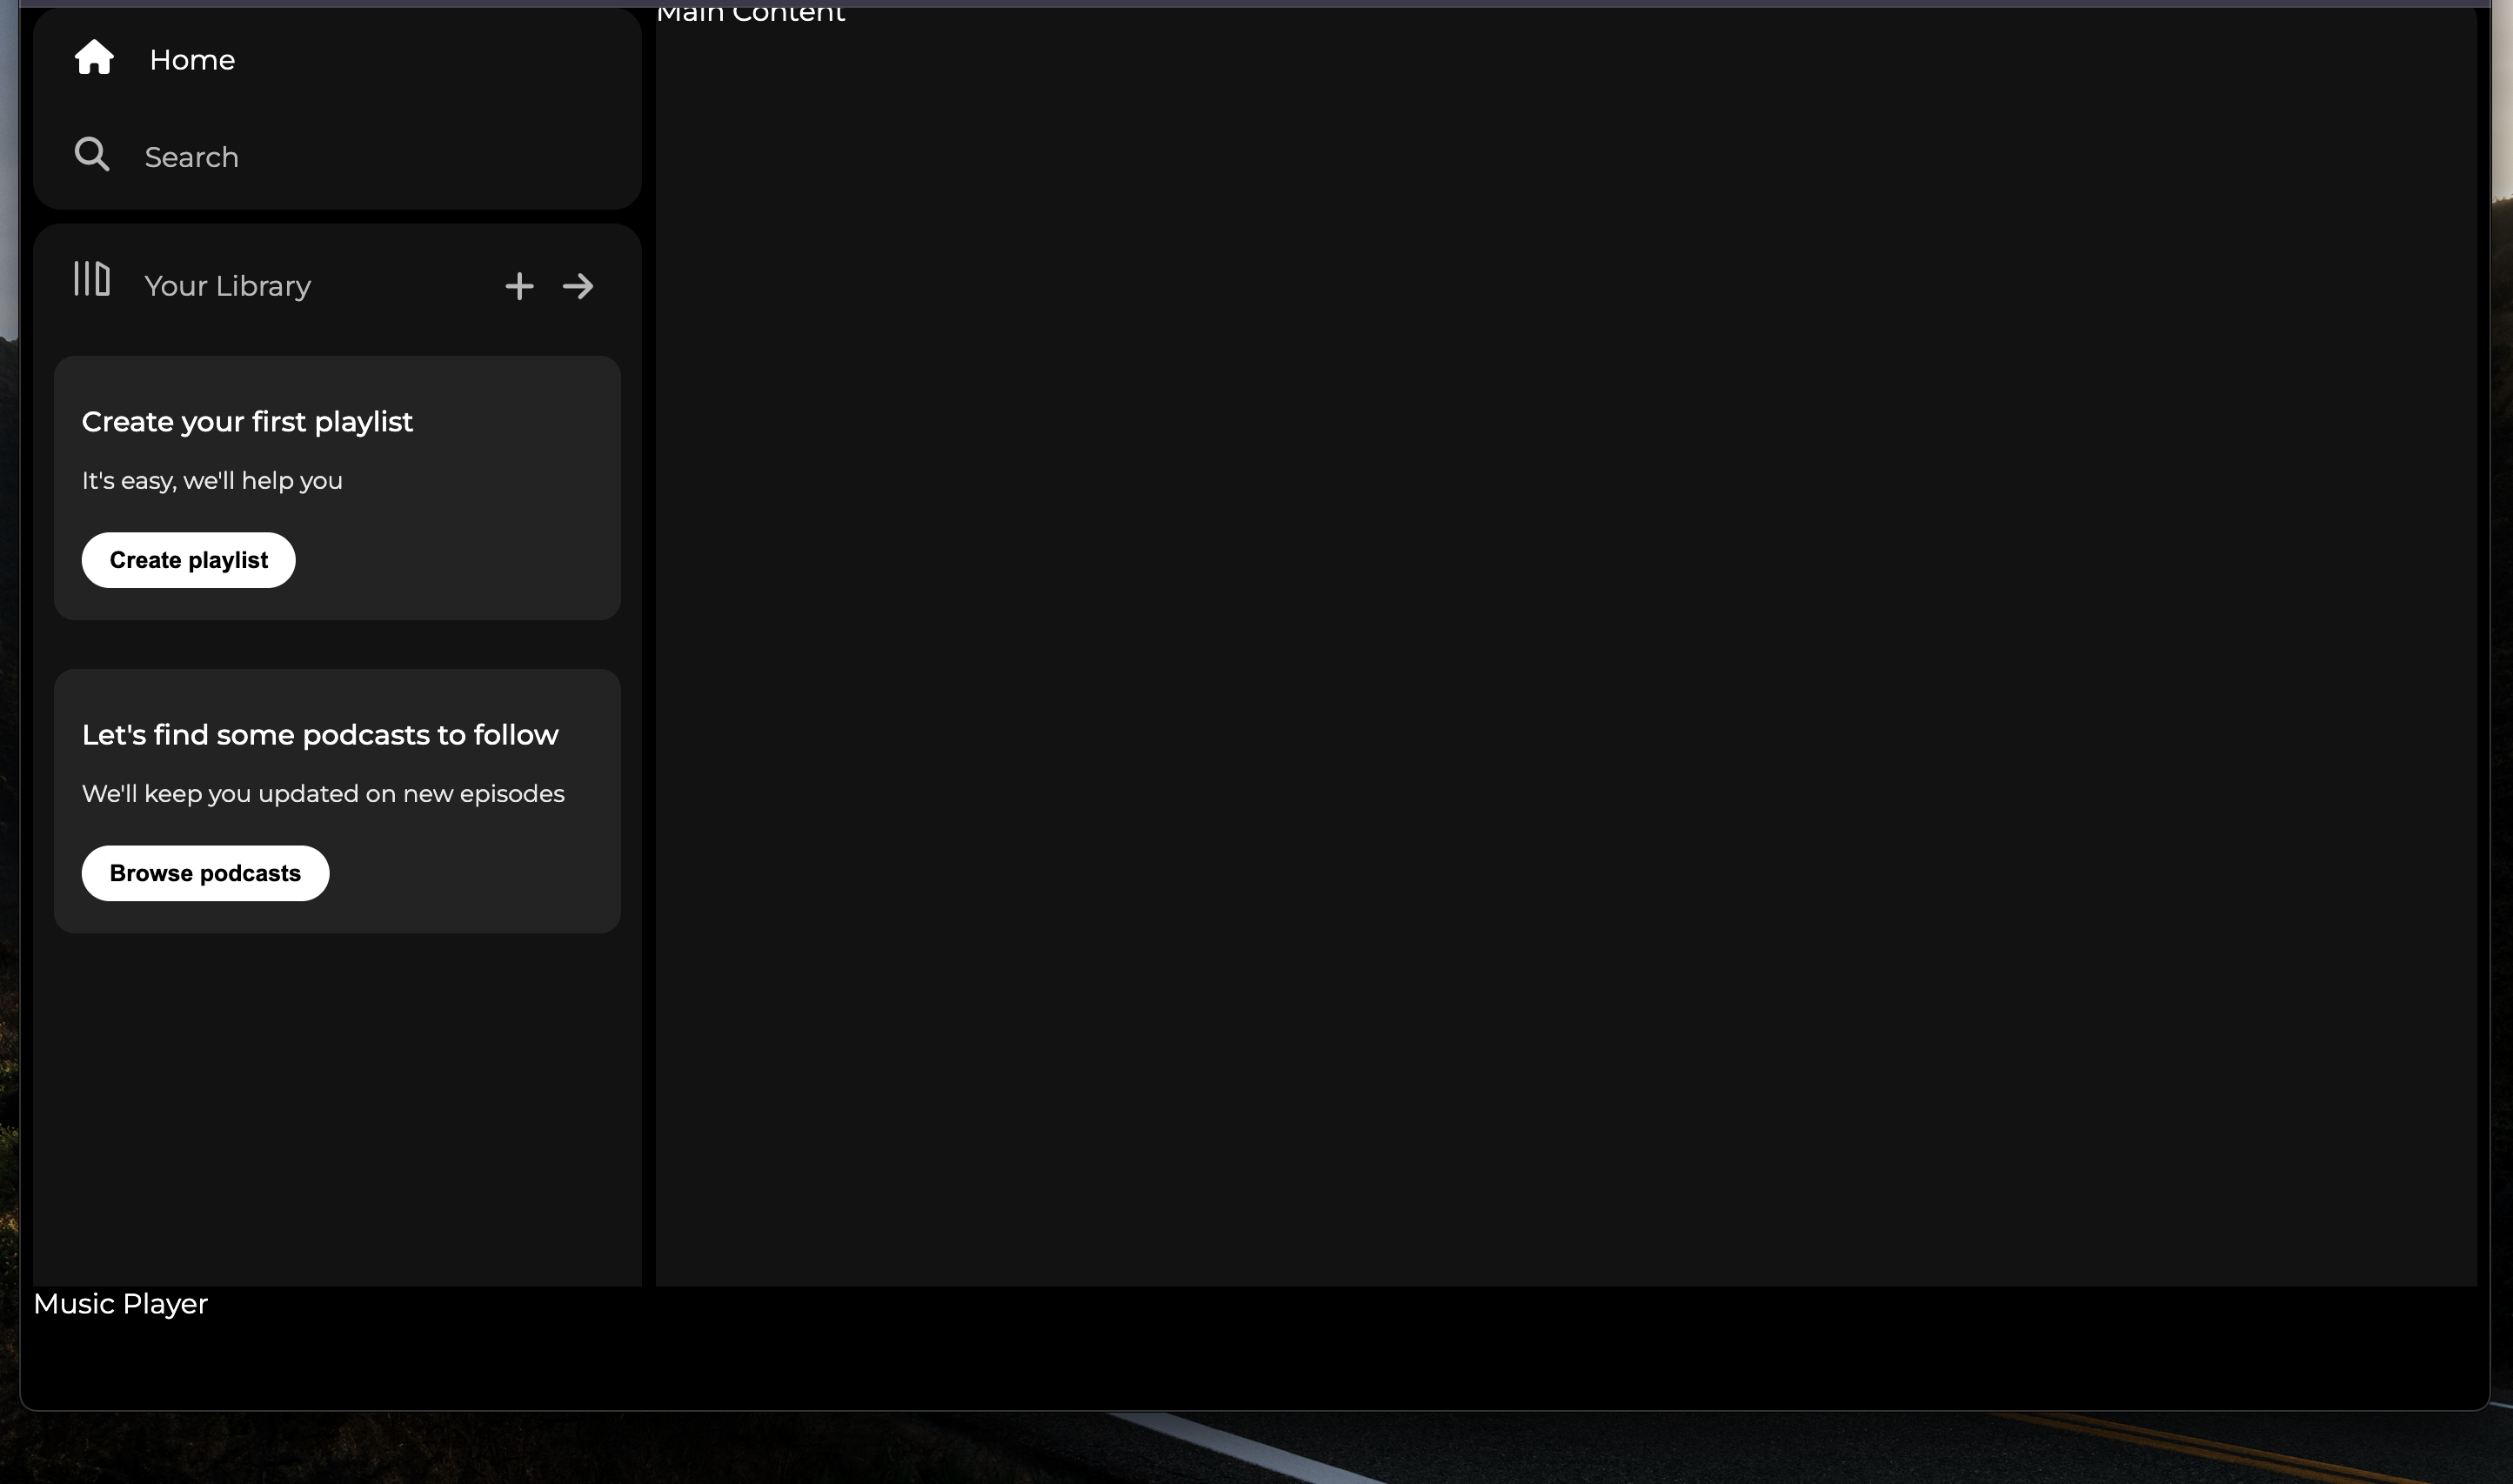 Main Content
Home
Search
Your Library
Create your first playlist
It's easy, we'll help you
Create playlist
Let's find some podcasts to follow
We'll keep you updated on new episodes
Browse podcasts
Music Player